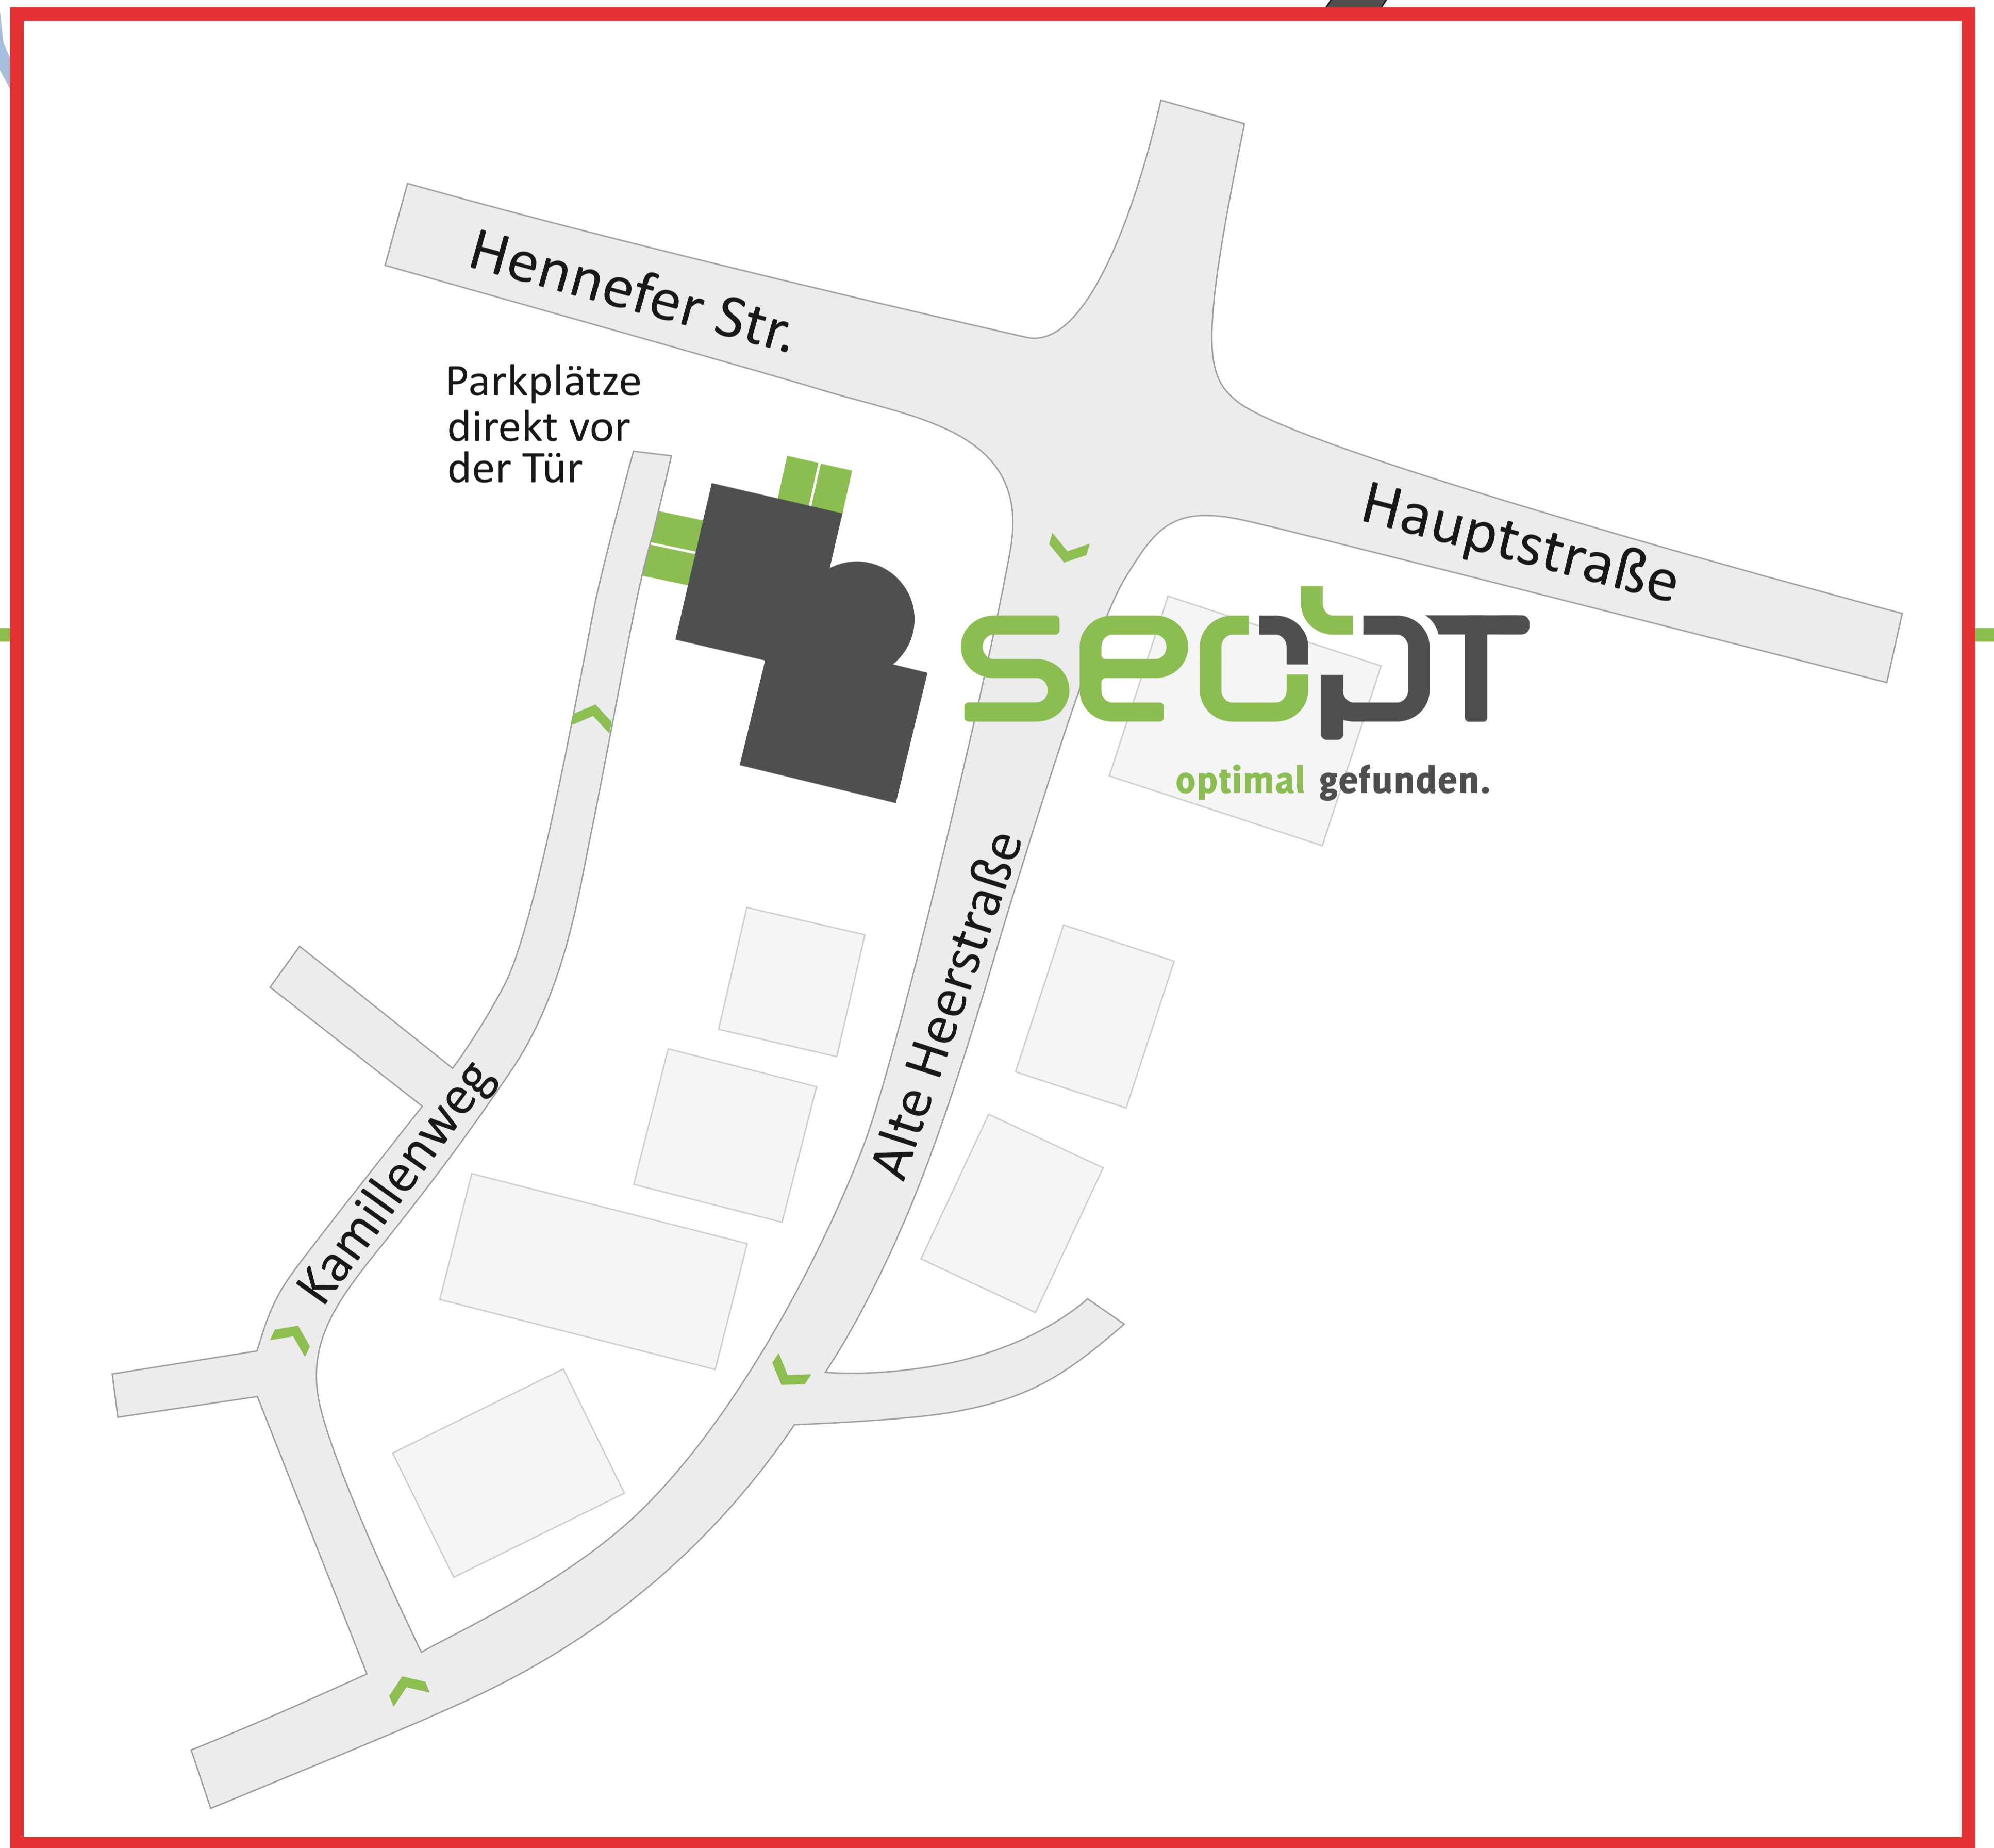 Hennefer Str.
Parkplätze
direkt vor
der Tür
Hauptstraße
seoPT
optimal gefunden.
Alte Heerstraße
Kamillenweg